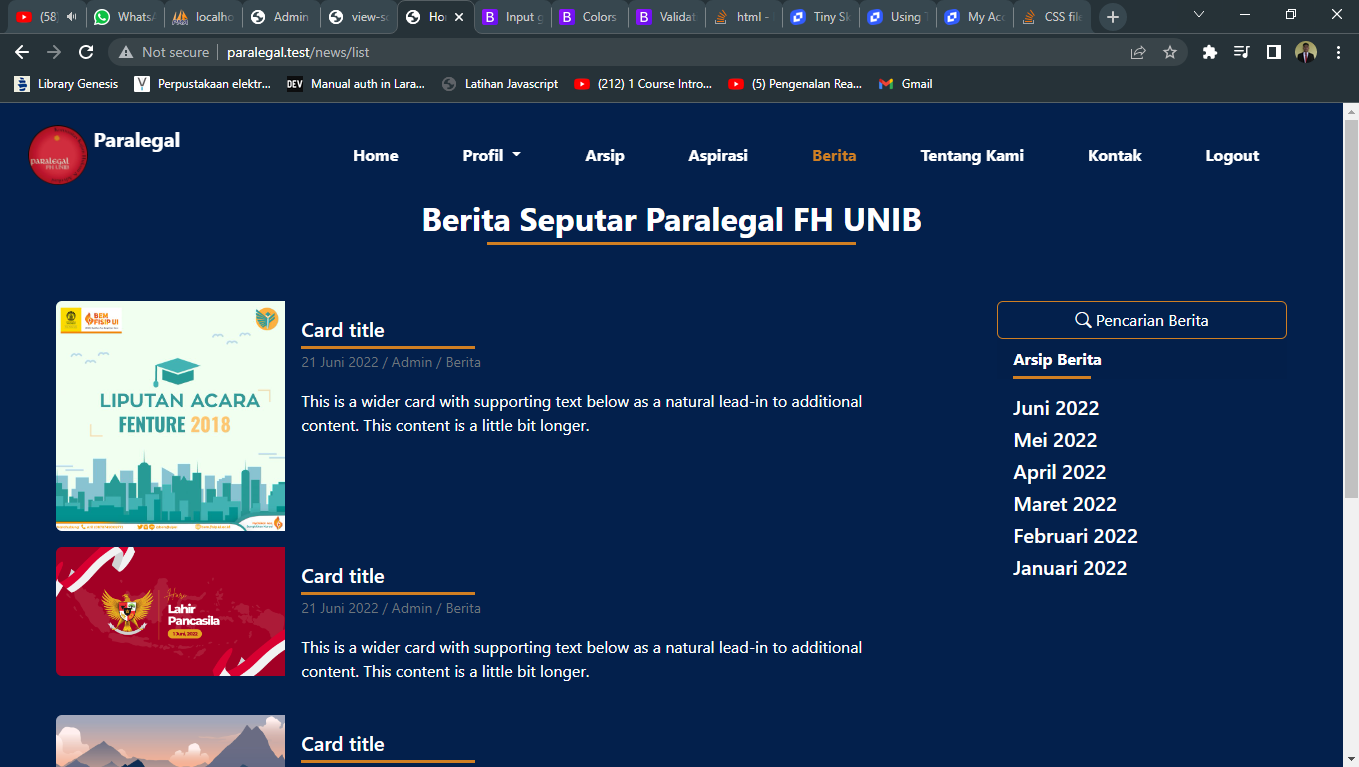 (58)
WhatsA
localho
Admin
view-so
Hor
Input g
Colors
Validat
html -
Tiny Sk
Using T
My Acc
CSS file
Not secure
paralegal.test/news/list
Library Genesis
Perpustakaan elektr...
DEV
Manual auth in Lara...
Latihan Javascript
(212) 1 Course Intro...
(5) Pengenalan Rea...
Gmail
PARALEGAL
FH UNIB
Paralegal
Home
Profil
Arsip
Aspirasi
Berita
Tentang Kami
Kontak
Logout
Berita Seputar Paralegal FH UNIB
BEM
FISIP UI
LIPUTAN ACARA
FENTURE 2018
Card title
21 Juni 2022 / Admin / Berita
This is a wider card with supporting text below as a natural lead-in to additional
content. This content is a little bit longer.
Pencarian Berita
Arsip Berita
Juni 2022
Mei 2022
April 2022
Maret 2022
Februari 2022
Januari 2022
Lahir
Pancasila
1 Juni, 2022
Card title
21 Juni 2022 / Admin / Berita
This is a wider card with supporting text below as a natural lead-in to additional
content. This content is a little bit longer.
Card title